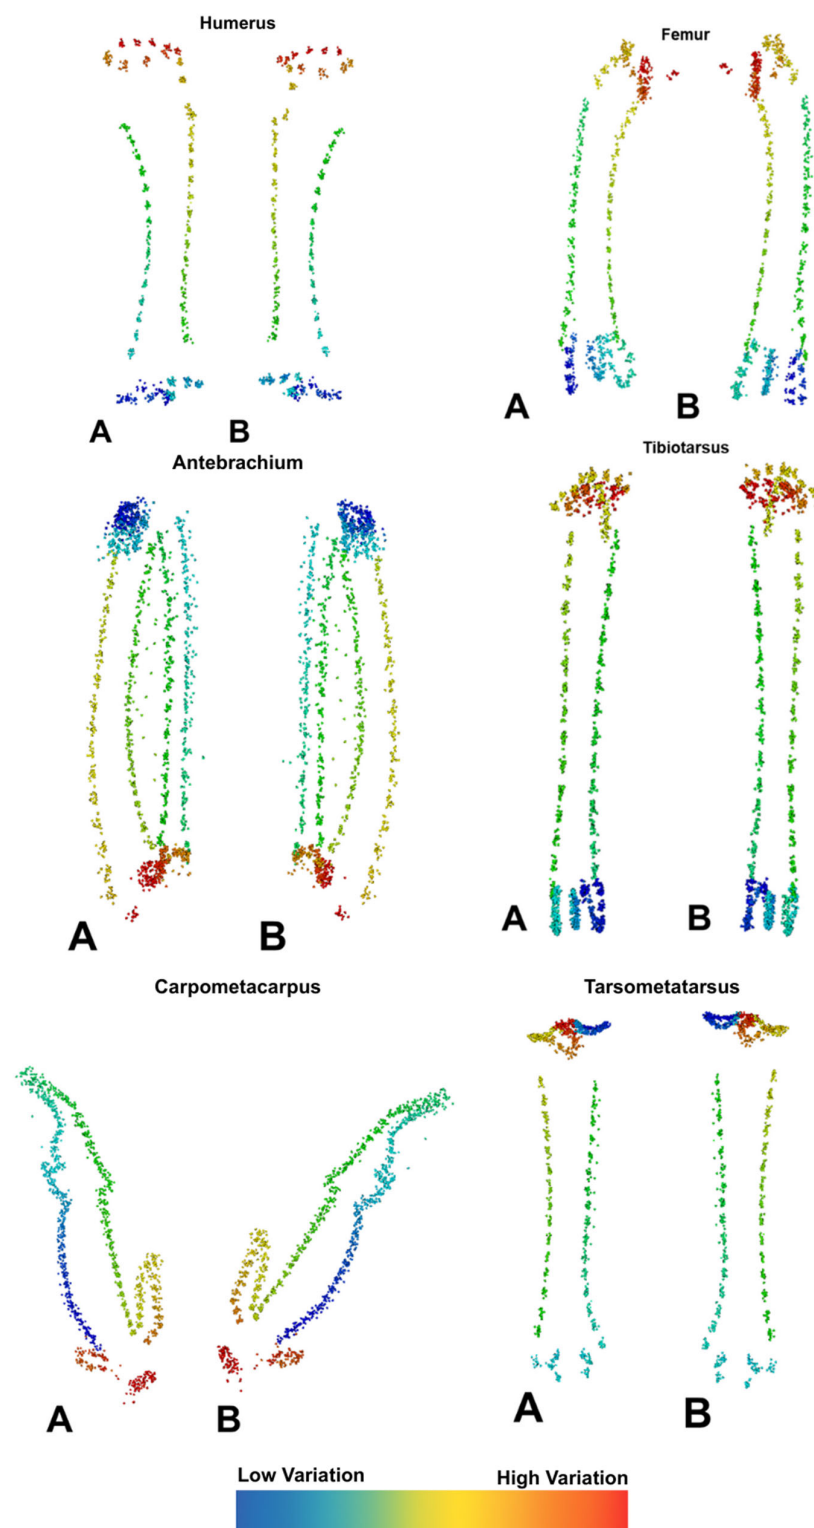 Humerus
Femur
A
B
A
B
Antebrachium
Tibiotarsus
A
B
A
B
Carpometacarpus
Tarsometatarsus
A
B
A
B
Low Variation
High Variation